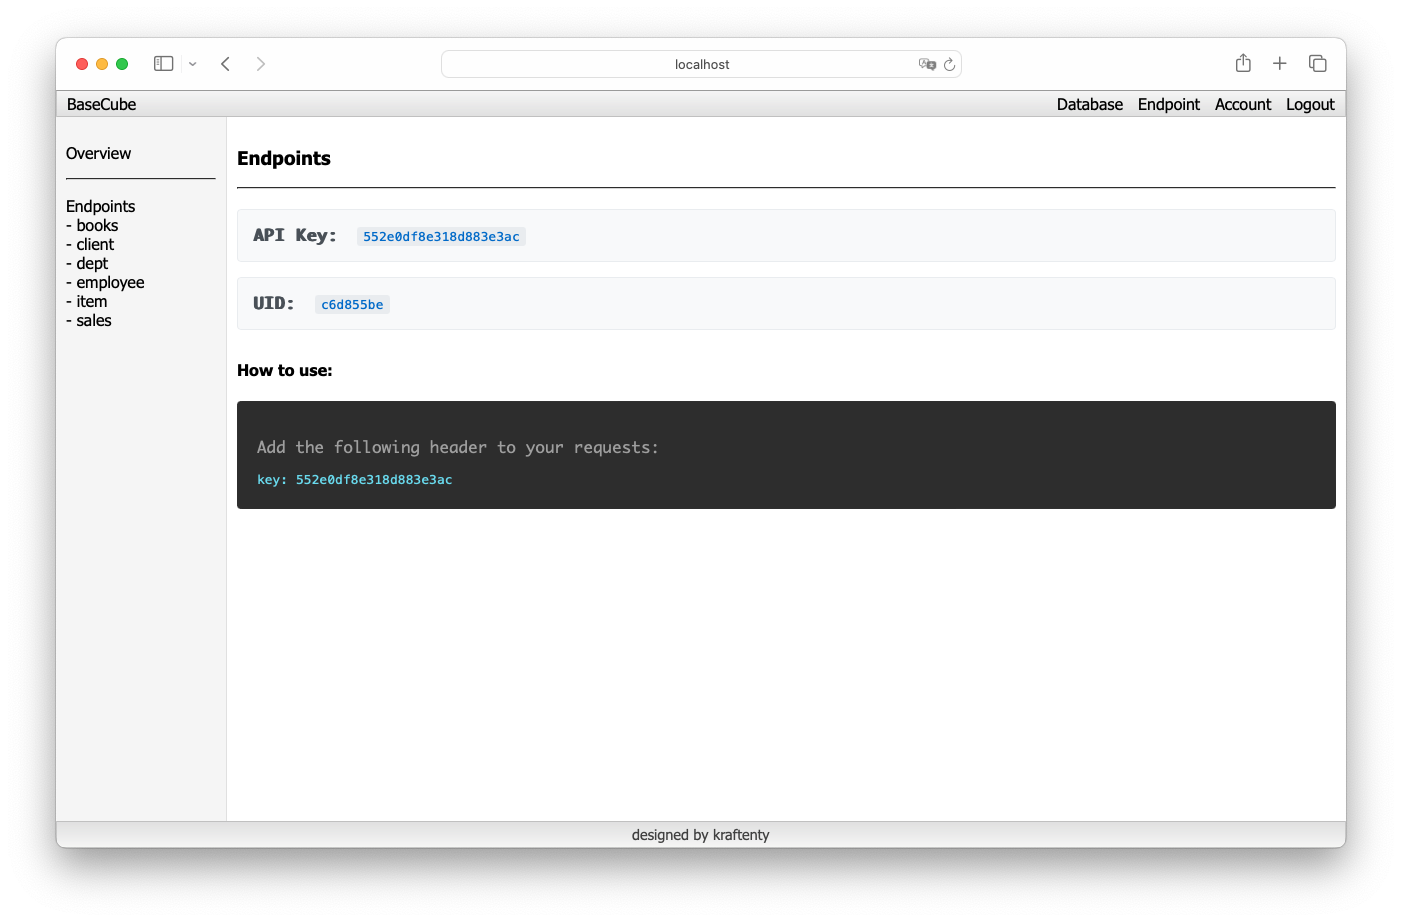 localhost
BaseCube
Database Endpoint Account Logout
Overview
Endpoints
- books
- client
- dept
- employee
- item
- sales
Endpoints
API Key: 552e0df8e318d883e3ac
UID: c6d855be
How to use:
Add the following header to your requests:
key: 552e0df8e318d883e3ac
designed by kraftenty